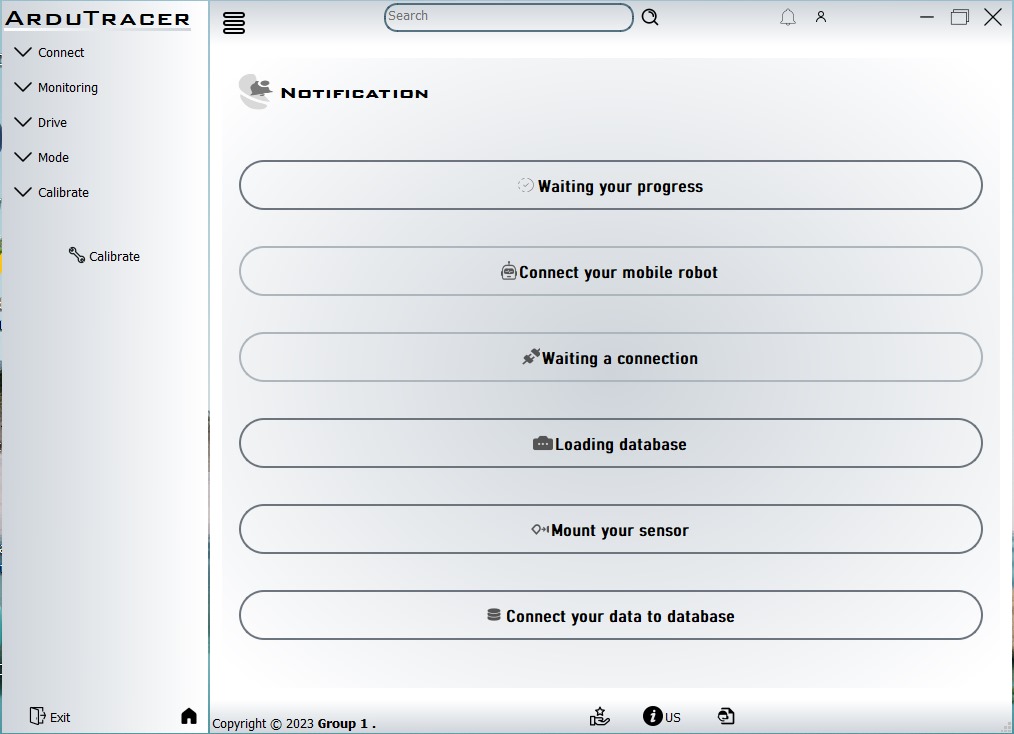 ArduTracer
Search
Connect
Monitoring
Drive
Mode
Calibrate
Calibrate
Notification
Waiting your progress
Connect your mobile robot
Waiting a connection
Loading database
Mount your sensor
Connect your data to database
Exit
Copyright © 2023 Group 1 .
US